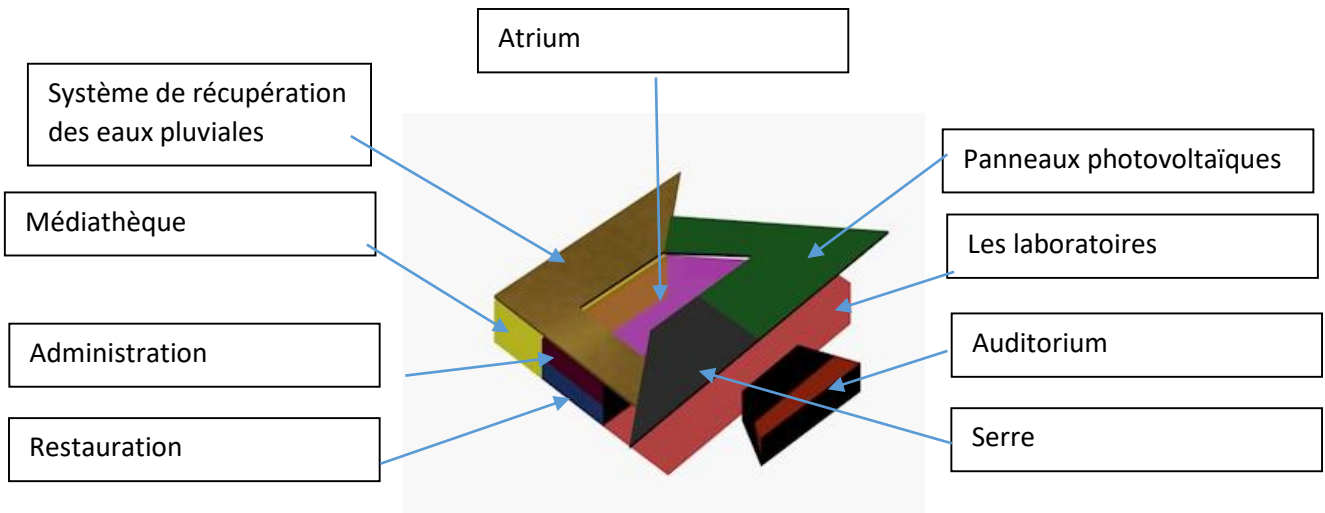 Atrium
Système de récupération
des eaux pluviales
Panneaux photovoltaïques
Médiathèque
Les laboratoires
Administration
Auditorium
Restauration
Serre